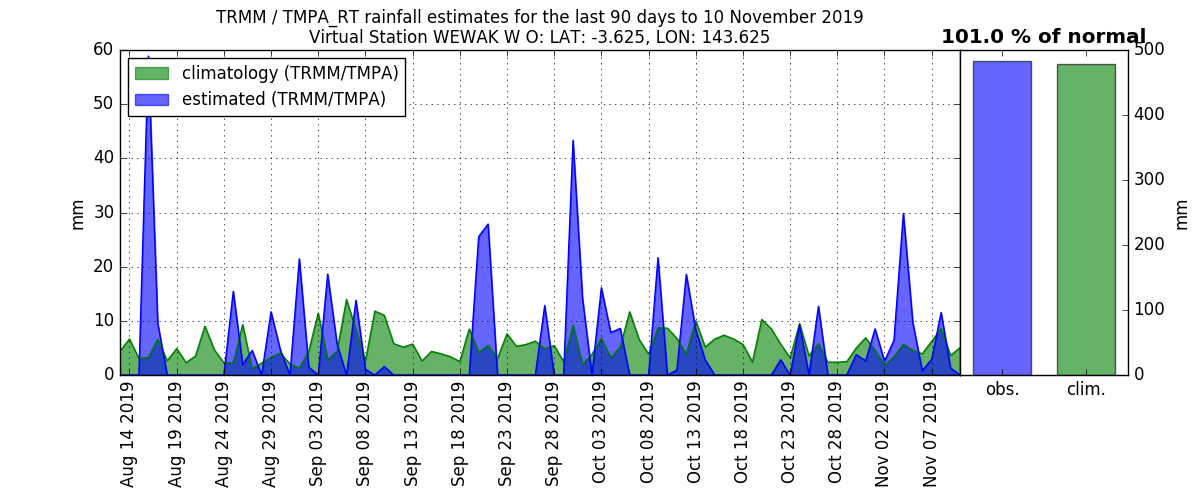 TRMM / TMPA_RT rainfall estimates for the last 90 days to 10 November 2019
Virtual Station WEWAK W O: LAT: -3.625, LON: 143.625
101.0 % of normal
climatology (TRMM/TMPA)
estimated (TRMM/TMPA)
60
50
40
30
20
10
0
mm
500
400
300
200
100
0
mm
Aug 14 2019
Aug 19 2019
Aug 24 2019
Aug 29 2019
Sep 03 2019
Sep 08 2019
Sep 13 2019
Sep 18 2019
Sep 23 2019
Sep 28 2019
Oct 03 2019
Oct 08 2019
Oct 13 2019
Oct 18 2019
Oct 23 2019
Oct 28 2019
Nov 02 2019
Nov 07 2019
obs.
clim.